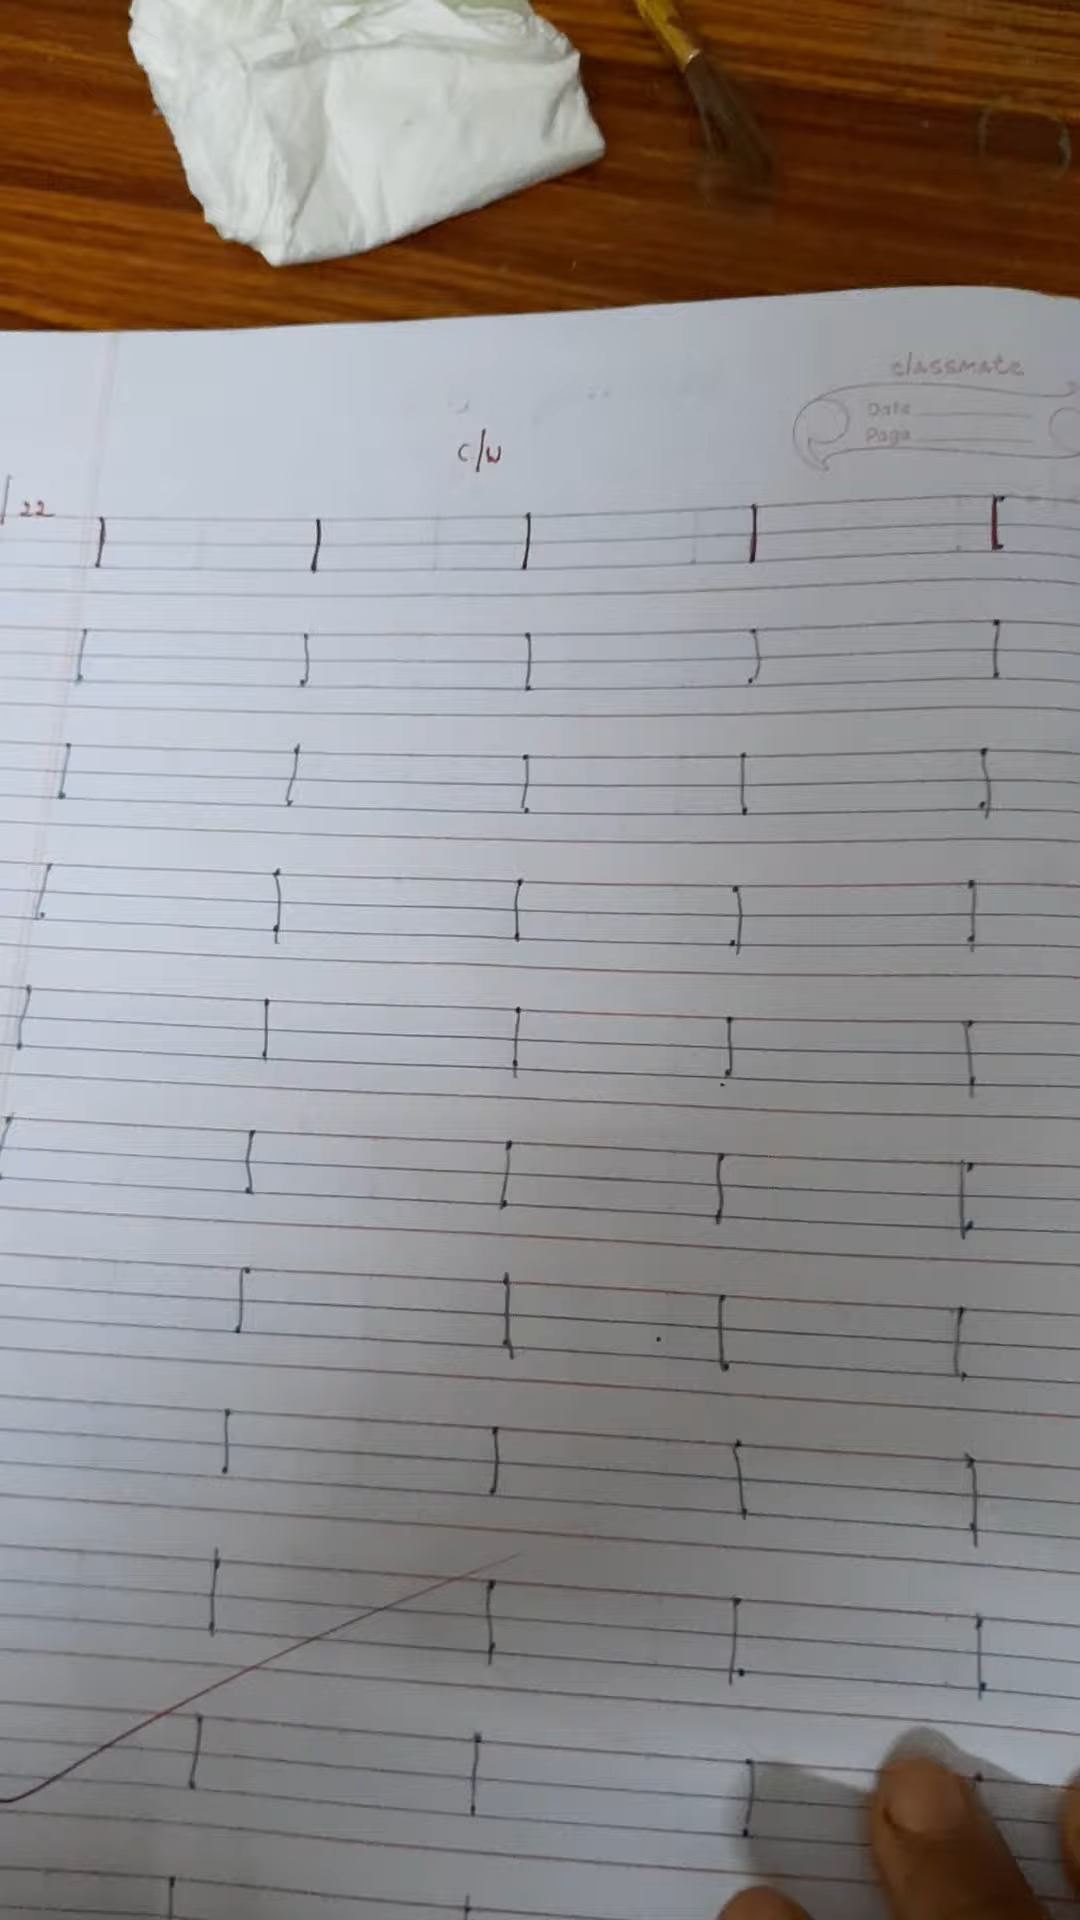 classmate
Date
Page
C/W
22
| | | | |
| | | | |
| | | | |
| | | | |
| | | | |
| | | | |
| | | |
| | | |
| | | |
| | |
| |